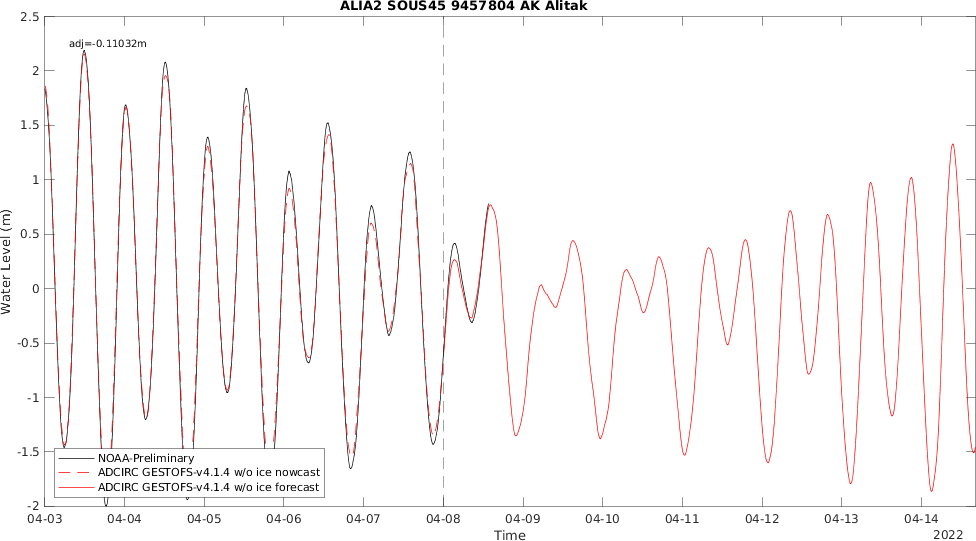 ALIA2 SOUS45 9457804 AK Alitak
adj=-0.11032m
2.5
2
1.5
1
0.5
0
-0.5
-1
-1.5
-2
Water Level (m)
NOAA-Preliminary
ADCIRC GESTOFS-v4.1.4 w/o ice nowcast
ADCIRC GESTOFS-v4.1.4 w/o ice forecast
04-03 04-04 04-05 04-06 04-07 04-08 04-09 04-10 04-11 04-12 04-13 04-14
Time
2022